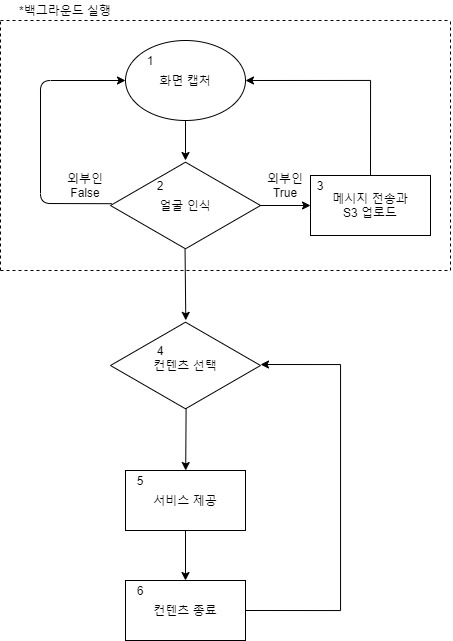 *백그라운드 실행
1
화면 캡처
외부인
False
2
얼굴 인식
외부인
True
3
메시지 전송과
S3 업로드
4
컨텐츠 선택
5
서비스 제공
6
컨텐츠 종료